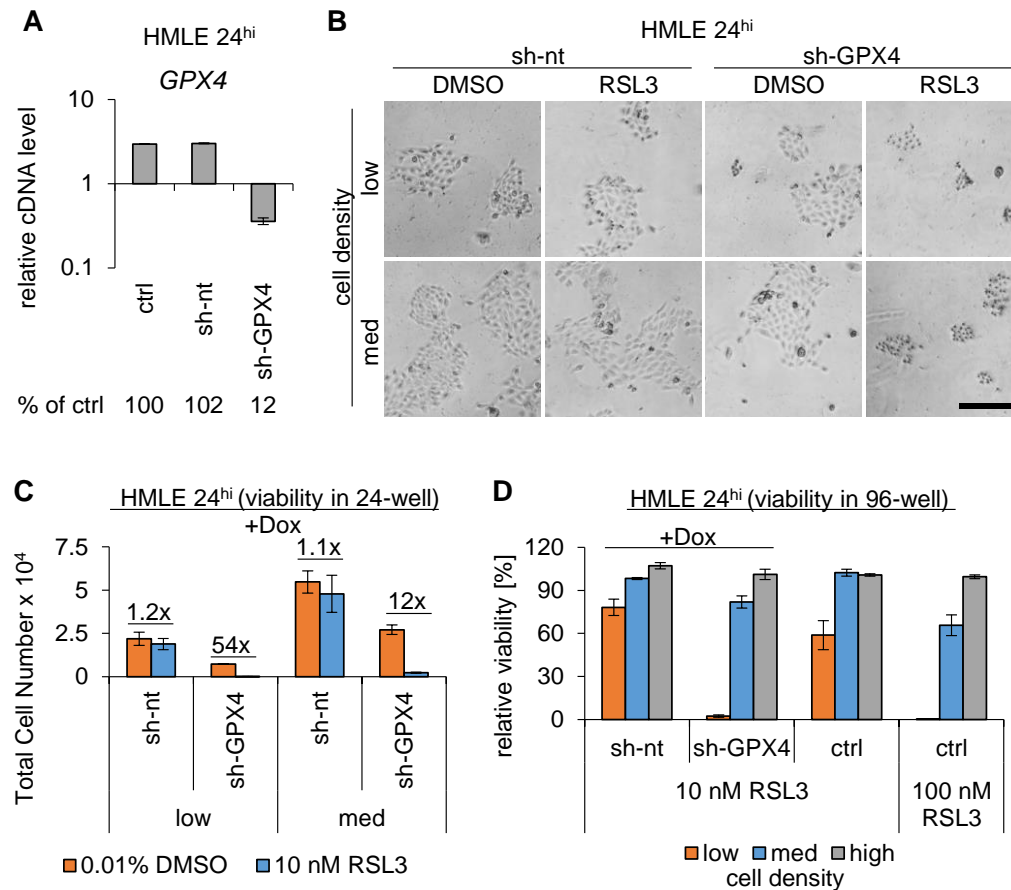 A
HMLE 24hi
GPX4
relative cDNA level
10
1
0.1
ctrl
sh-nt
sh-GPX4
% of ctrl 100 102 12
B
HMLE 24hi
sh-nt sh-GPX4
DMSO RSL3 DMSO RSL3
cell density
low
med
C
HMLE 24hi (viability in 24-well)
+Dox
Total Cell Number x 10⁴
7.5
5
2.5
0
1.2x
54x
1.1x
12x
sh-nt
sh-GPX4
sh-nt
sh-GPX4
low med
0.01% DMSO 10 nM RSL3
D
HMLE 24hi (viability in 96-well)
+Dox
relative viability [%]
120
90
60
30
0
sh-nt sh-GPX4 ctrl ctrl
10 nM RSL3 100 nM
RSL3
low med high
cell density